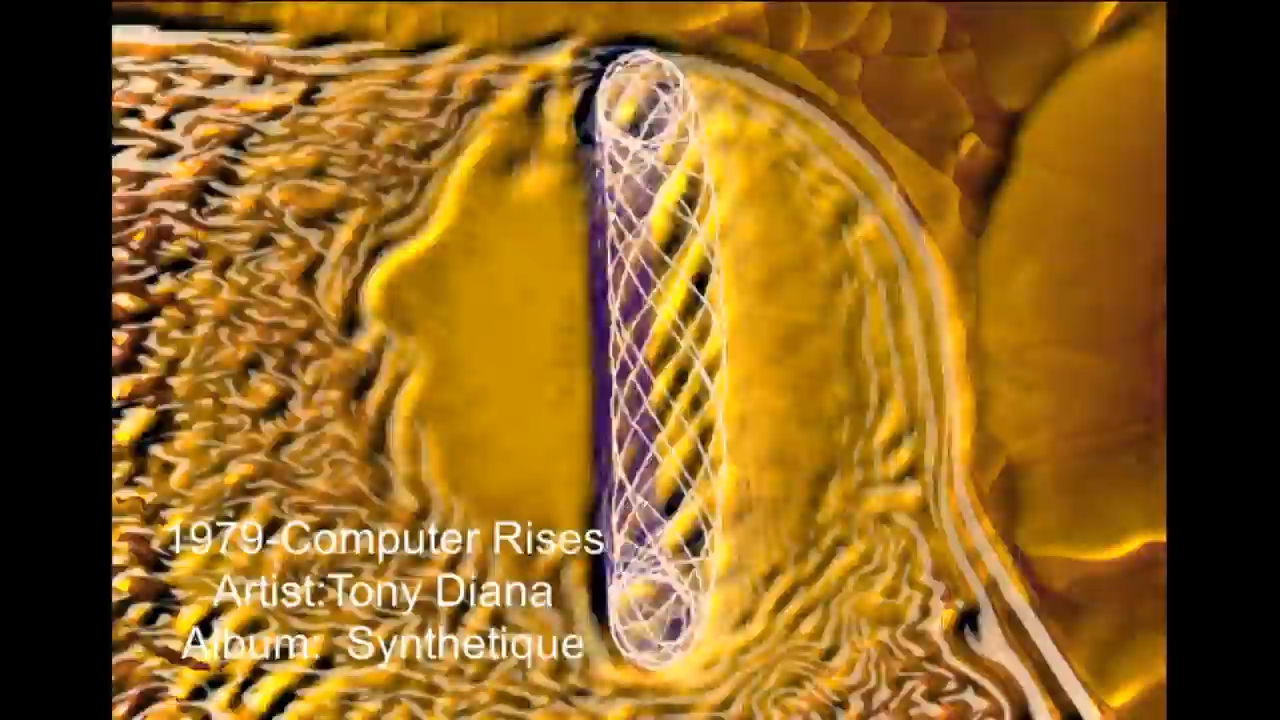 1979-Computer Rises
Artist:Tony Diana
Album:  Synthetique